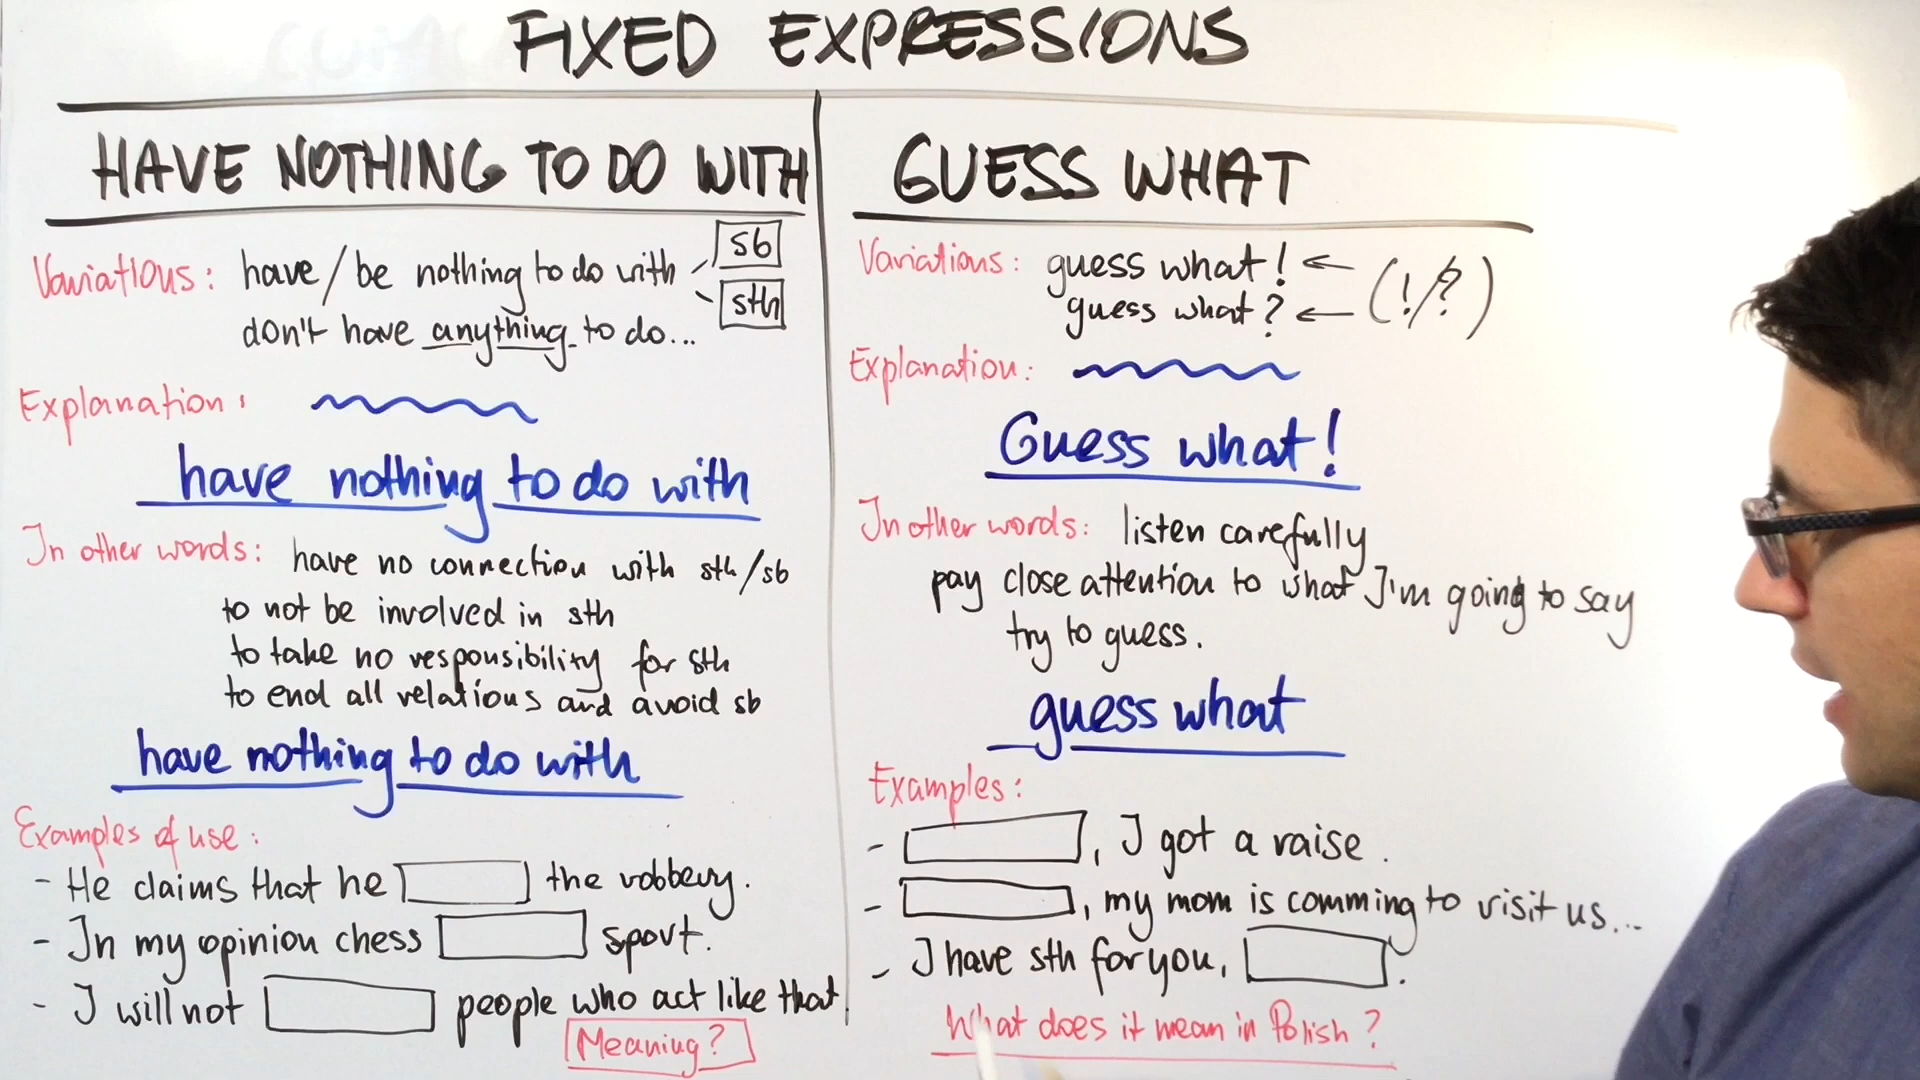 FIXED EXPRESSIONS
HAVE NOTHING TO DO WITH
Variations: have / be nothing to do with
sb
sth
don't have anything to do...
Explanation:
have nothing to do with
In other words: have no connection with sth/sb
to not be involved in sth
to take no responsibility for sth
to end all relations and avoid sb
have nothing to do with
Examples of use:
- He claims that he the robbery.
- In my opinion chess sport.
- I will not people who act like that.
Meaning?
GUESS WHAT
Variations: guess what! ← (!/?)
guess what? ←
Explanation:
Guess what!
In other words: listen carefully
pay close attention to what I'm going to say
try to guess.
guess what
Examples:
- , I got a raise.
- , my mom is comming to visit us...
- I have sth for you, .
What does it mean in Polish?